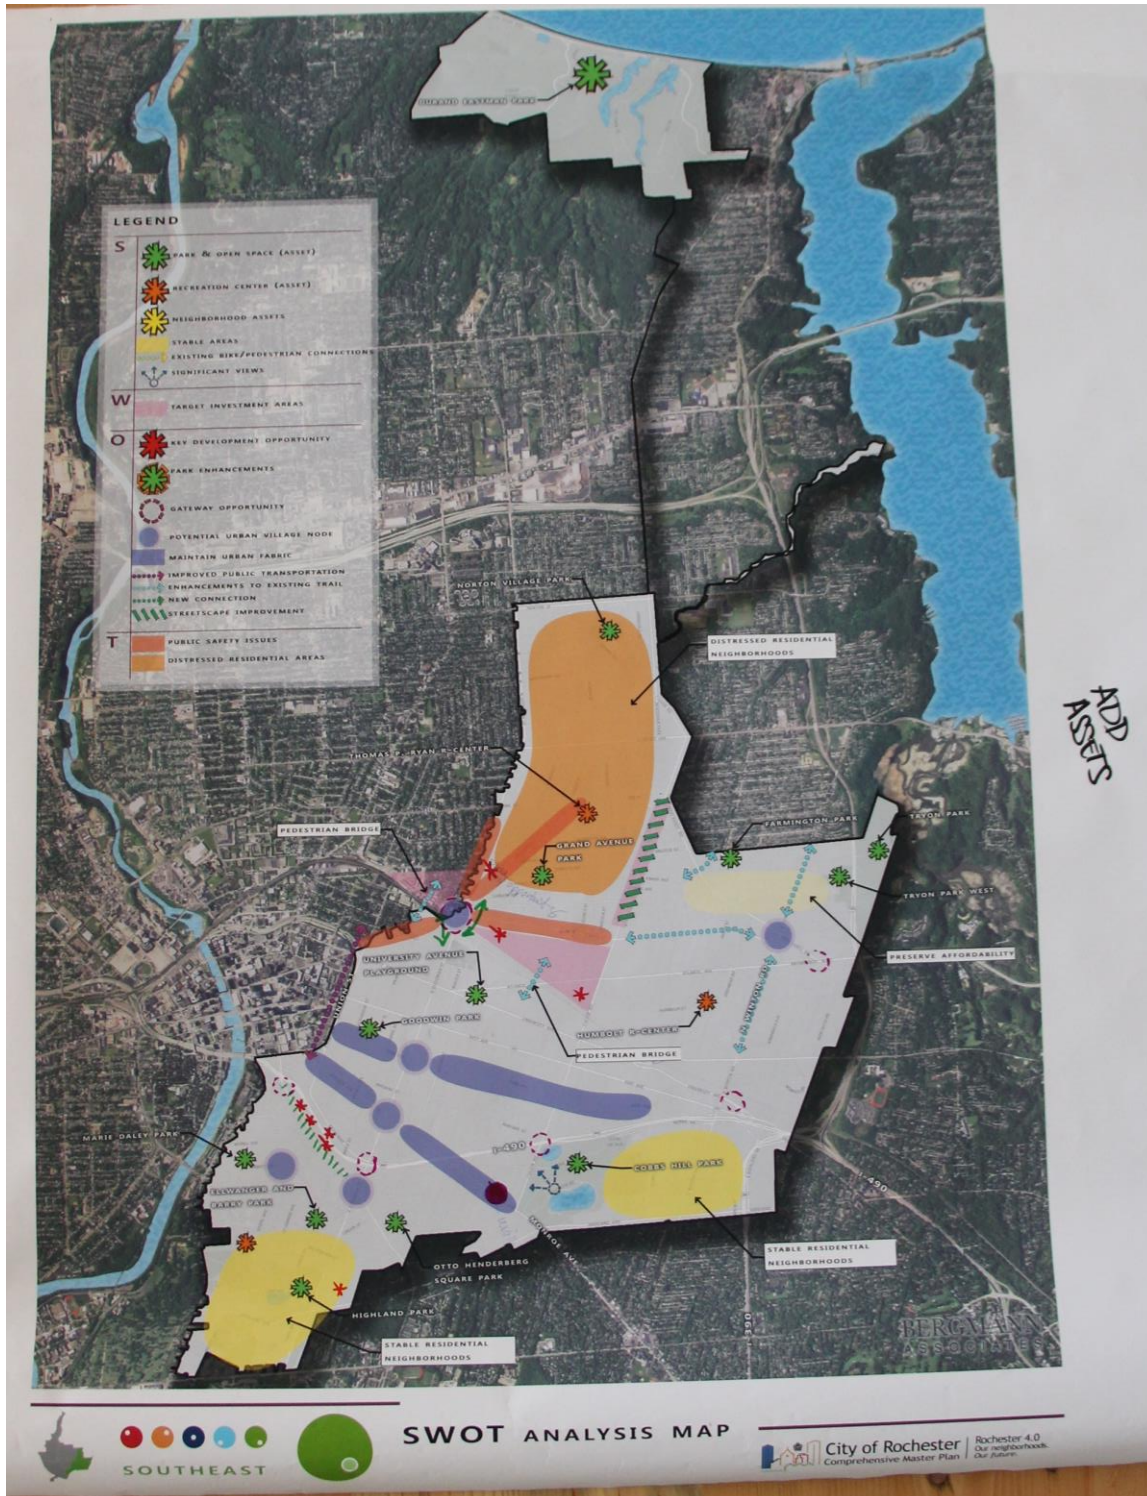 DURAND EASTMAN PARK
LEGEND
S
PARK & OPEN SPACE (ASSET)
RECREATION CENTER (ASSET)
NEIGHBORHOOD ASSETS
STABLE AREAS
EXISTING BIKE/PEDESTRIAN CONNECTIONS
SIGNIFICANT VIEWS
W
TARGET INVESTMENT AREAS
O
KEY DEVELOPMENT OPPORTUNITY
PARK ENHANCEMENTS
GATEWAY OPPORTUNITY
POTENTIAL URBAN VILLAGE NODE
MAINTAIN URBAN FABRIC
IMPROVED PUBLIC TRANSPORTATION
ENHANCEMENTS TO EXISTING TRAIL
NEW CONNECTION
STREETSCAPE IMPROVEMENT
T
PUBLIC SAFETY ISSUES
DISTRESSED RESIDENTIAL AREAS
NORTON VILLAGE PARK
DISTRESSED RESIDENTIAL
NEIGHBORHOODS
ADD
ASSETS
THOMAS P. RYAN R-CENTER
PEDESTRIAN BRIDGE
GRAND AVENUE
PARK
FARMINGTON PARK
TRYON PARK
TRYON PARK WEST
PRESERVE AFFORDABILITY
UNIVERSITY AVENUE
PLAYGROUND
UNION
GOODWIN PARK
N. WINTON RD
HUMBOLT R-CENTER
PEDESTRIAN BRIDGE
MARIE DALEY PARK
I-490
COBBS HILL PARK
490
ELLWANGER AND
BARRY PARK
MONROE AVE
OTTO HENDERBERG
SQUARE PARK
STABLE RESIDENTIAL
NEIGHBORHOODS
HIGHLAND PARK
390
STABLE RESIDENTIAL
NEIGHBORHOODS
BERGMANN
ASSOCIATES
SOUTHEAST
SWOT ANALYSIS MAP
City of Rochester
Comprehensive Master Plan
Rochester 4.0
Our neighborhoods.
Our future.